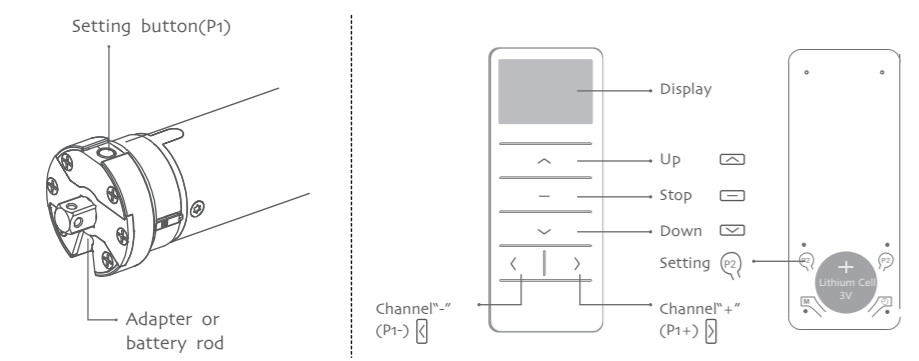 Setting button(P1)
Adapter or
battery rod
Display
Up
Stop
Down
Setting P2
Channel"-"
(P1-)
Channel"+"
(P1+)
P2
P2
Lithium Cell
3V
M